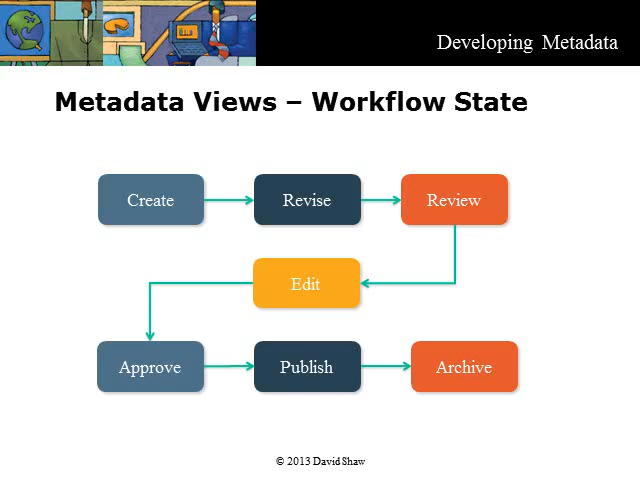 Developing Metadata
Metadata Views – Workflow State
Create
Revise
Review
Edit
Approve
Publish
Archive
© 2013 David Shaw